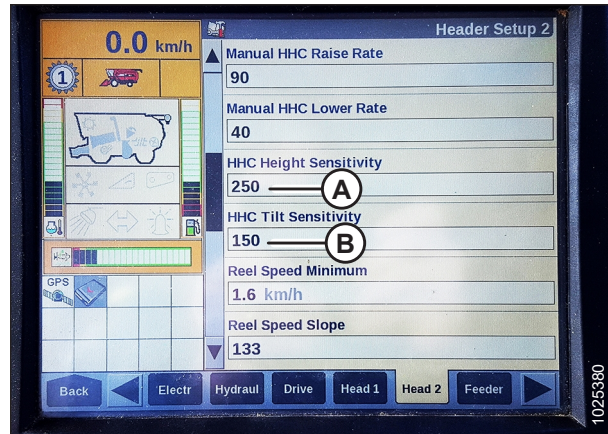 Header Setup 2
0.0 km/h
1
Manual HHC Raise Rate
90
Manual HHC Lower Rate
40
HHC Height Sensitivity
250
A
HHC Tilt Sensitivity
150
B
Reel Speed Minimum
1.6 km/h
Reel Speed Slope
133
GPS
Back
Electr
Hydraul
Drive
Head 1
Head 2
Feeder
1025380